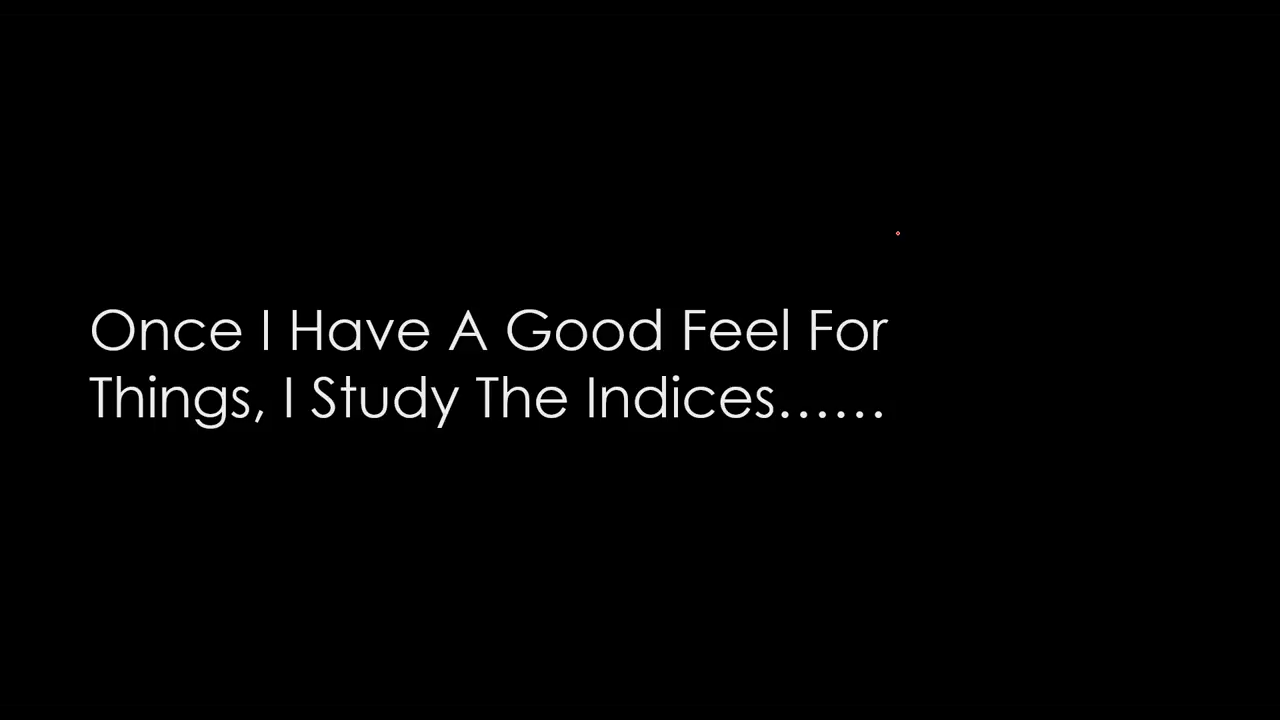 Once I Have A Good Feel For
Things, I Study The Indices......